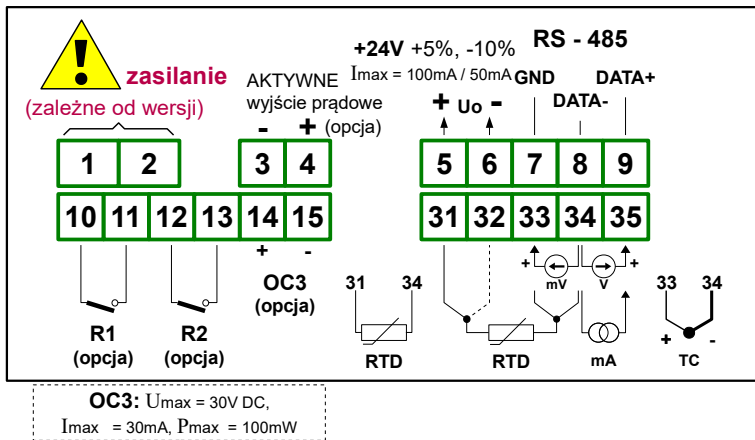 zasilanie
(zależne od wersji)
AKTYWNE
wyjście prądowe
- + (opcja)
+24V +5%, -10%
Imax = 100mA / 50mA
+ Uo -
RS - 485
GND DATA+
DATA-
1 2 3 4 5 6 7 8 9
10 11 12 13 14 15 31 32 33 34 35
+ -
OC3
(opcja)
R1
(opcja)
R2
(opcja)
31 34
RTD
RTD
+ mV
V +
mA
33 34
+ -
TC
OC3: Umax = 30V DC,
Imax = 30mA, Pmax = 100mW